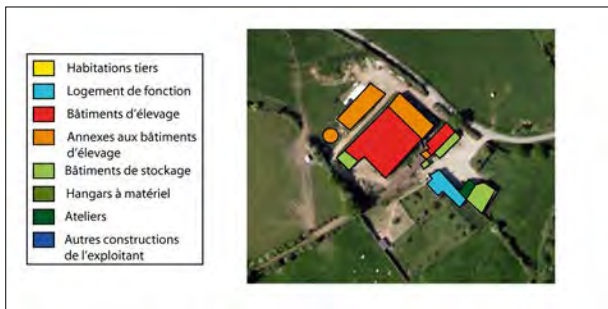 Habitations tiers
Logement de fonction
Bâtiments d'élevage
Annexes aux bâtiments
d'élevage
Bâtiments de stockage
Hangars à matériel
Ateliers
Autres constructions
de l'exploitant